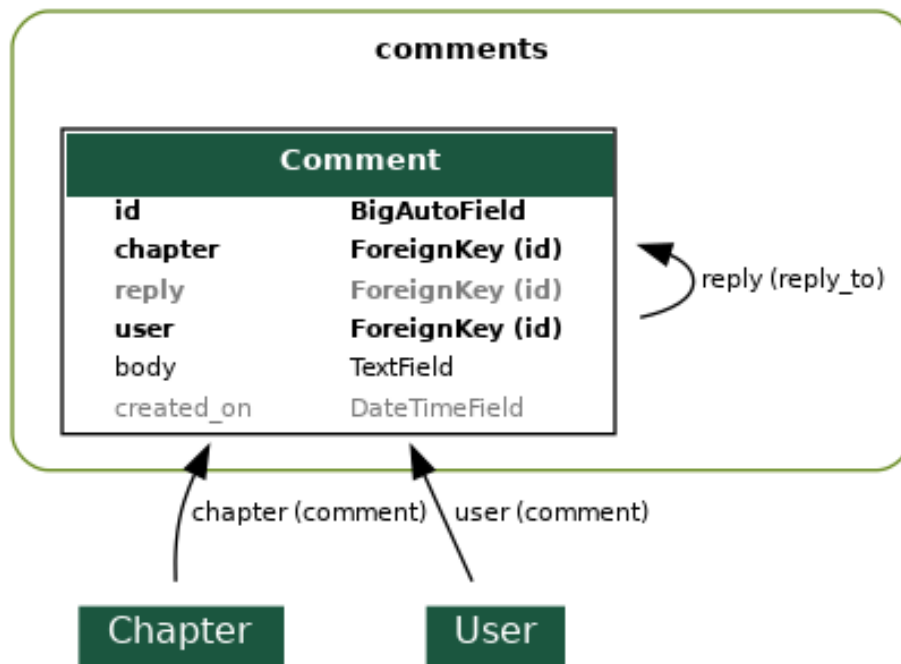 comments
Comment
id BigAutoField
chapter ForeignKey (id)
reply ForeignKey (id)
user ForeignKey (id)
body TextField
created_on DateTimeField
reply (reply_to)
chapter (comment)
user (comment)
Chapter
User